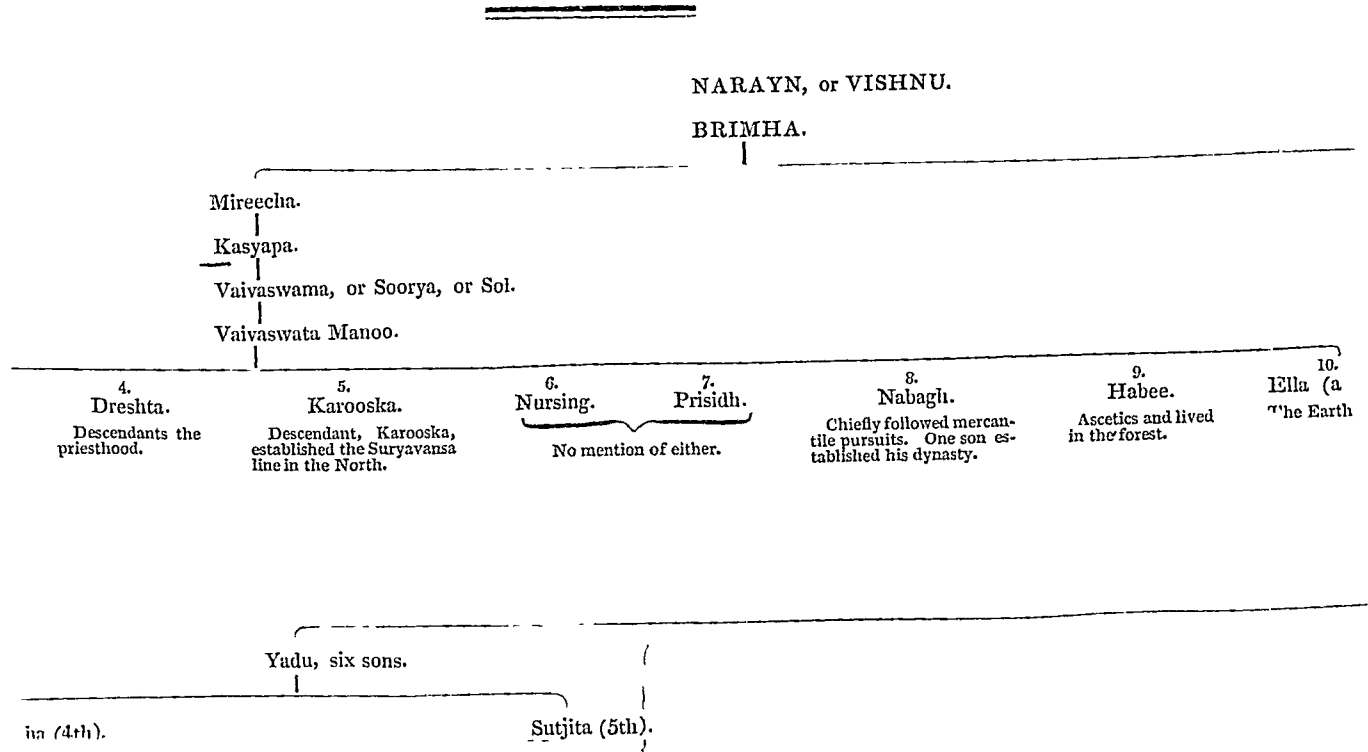 NARAYN, or VISHNU.
BRIMHA.
Mireecha.
Kasyapa.
Vaivaswama, or Soorya, or Sol.
Vaivaswata Manoo.
4.
Dreshta.
Descendants the
priesthood.
5.
Karooska.
Descendant, Karooska,
established the Suryavansa
line in the North.
6.
Nursing.
7.
Prisidh.
No mention of either.
8.
Nabagh.
Chiefly followed mercan-
tile pursuits. One son es-
tablished his dynasty.
9.
Habee.
Ascetics and lived
in the forest.
10.
Ella (a
The Earth
Yadu, six sons.
(4th).
Sutjita (5th).